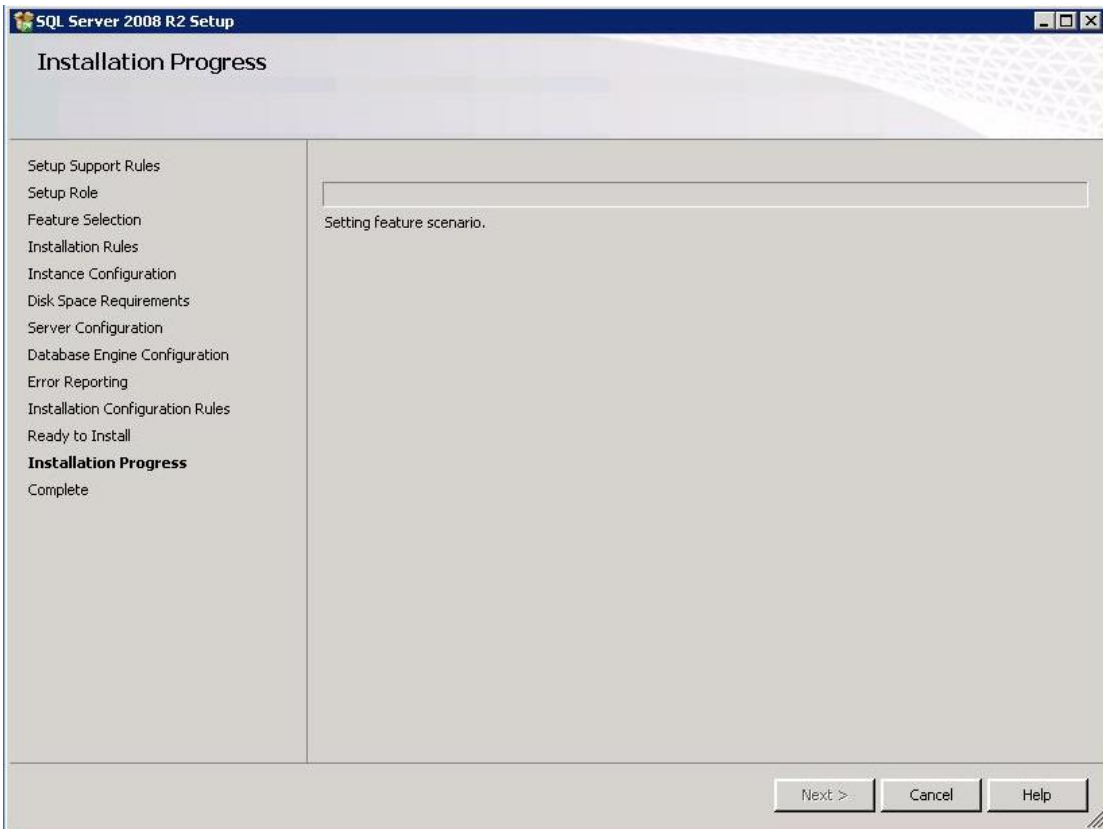 SQL Server 2008 R2 Setup
Installation Progress
Setup Support Rules
Setup Role
Feature Selection
Installation Rules
Instance Configuration
Disk Space Requirements
Server Configuration
Database Engine Configuration
Error Reporting
Installation Configuration Rules
Ready to Install
Installation Progress
Complete
Setting feature scenario.
Next >
Cancel
Help